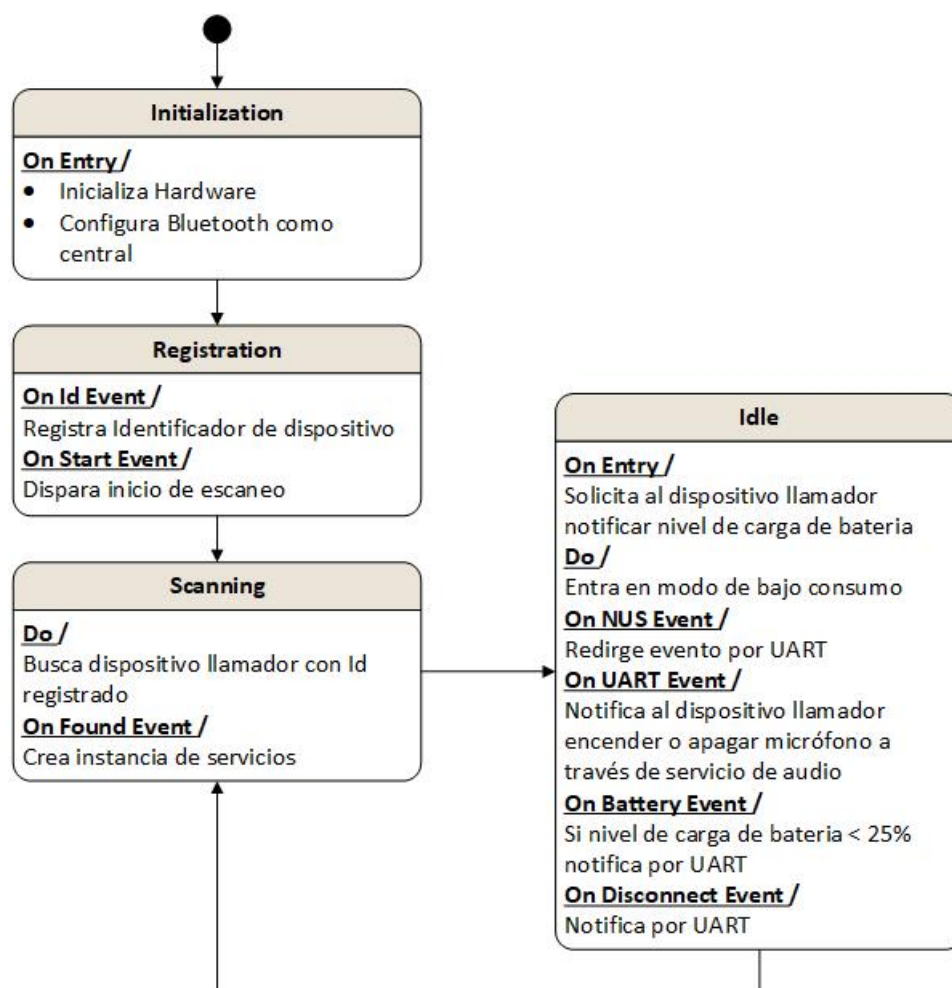 Initialization
On Entry/
• Inicializa Hardware
• Configura Bluetooth como
central
Registration
On Id Event/
Registra Identificador de dispositivo
On Start Event/
Dispara inicio de escaneo
Scanning
Do/
Busca dispositivo llamador con Id
registrado
On Found Event/
Crea instancia de servicios
Idle
On Entry/
Solicita al dispositivo llamador
notificar nivel de carga de bateria
Do/
Entra en modo de bajo consumo
On NUS Event/
Redirge evento por UART
On UART Event/
Notifica al dispositivo llamador
encender o apagar micrófono a
través de servicio de audio
On Battery Event/
Si nivel de carga de bateria < 25%
notifica por UART
On Disconnect Event/
Notifica por UART